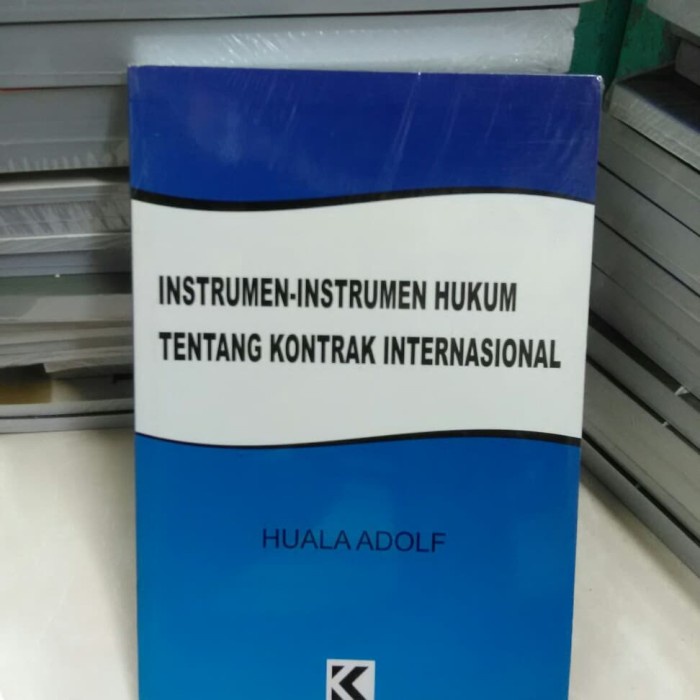 INSTRUMEN-INSTRUMEN HUKUM
TENTANG KONTRAK INTERNASIONAL
HUALA ADOLF
K